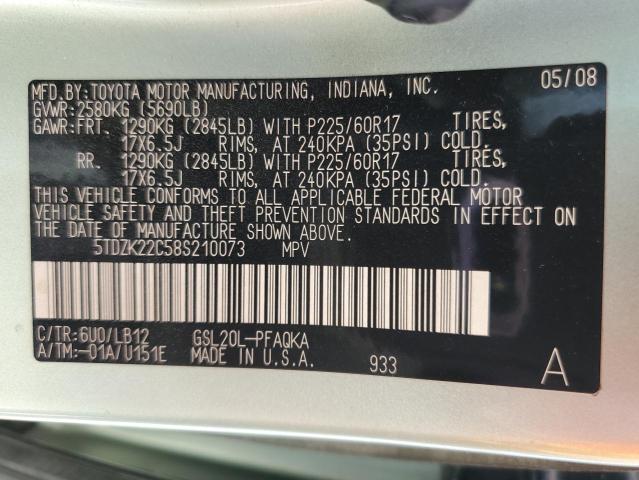 MFD.BY:TOYOTA MOTOR MANUFACTURING, INDIANA, INC. 05/08
GVWR:2580KG (5690LB)
GAWR:FRT. 1290KG (2845LB) WITH P225/60R17 TIRES,
17X6.5J RIMS, AT 240KPA (35PSI) COLD.
RR. 1290KG (2845LB) WITH P225/60R17 TIRES,
17X6.5J RIMS, AT 240KPA (35PSI) COLD.
THIS VEHICLE CONFORMS TO ALL APPLICABLE FEDERAL MOTOR
VEHICLE SAFETY AND THEFT PREVENTION STANDARDS IN EFFECT ON
THE DATE OF MANUFACTURE SHOWN ABOVE.
5TDZK22C58S210073 MPV
C/TR:6U0/LB12 GSL20L-PFAQKA
A/TM:-01A/U151E MADE IN U.S.A. 933 A